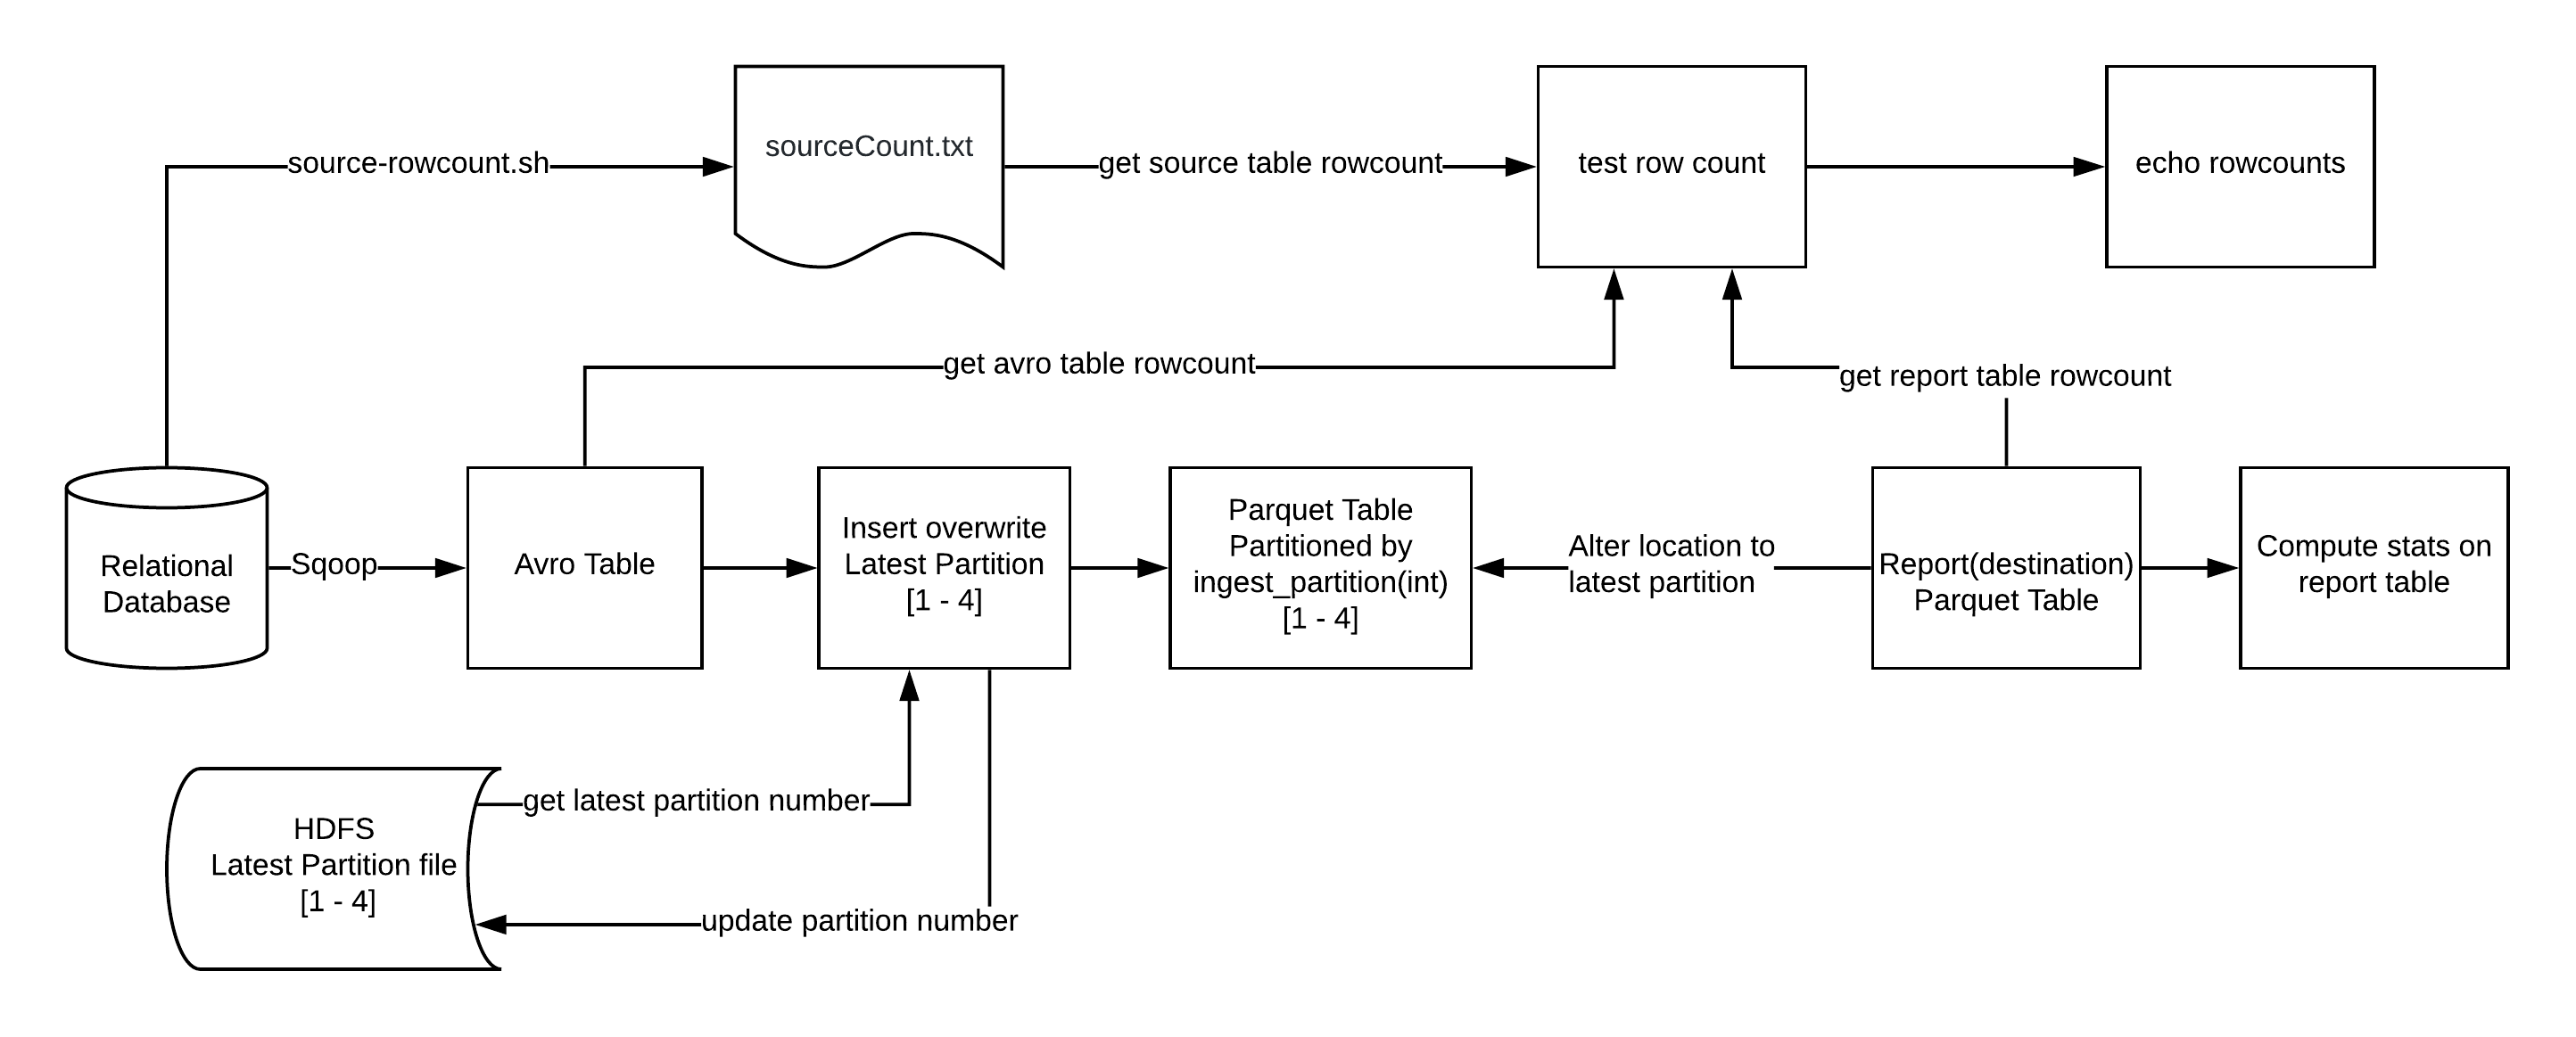 sourceCount.txt
source-rowcount.sh
get source table rowcount
test row count
echo rowcounts
get avro table rowcount
get report table rowcount
Relational
Database
Sqoop
Avro Table
Insert overwrite
Latest Partition
[1 - 4]
Parquet Table
Partitioned by
ingest_partition(int)
[1 - 4]
Alter location to
latest partition
Report(destination)
Parquet Table
Compute stats on
report table
HDFS
Latest Partition file
[1 - 4]
get latest partition number
update partition number